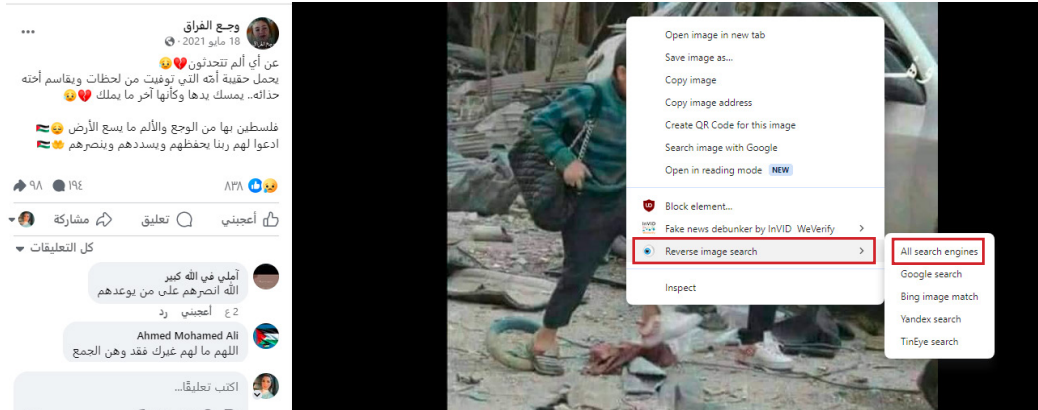 وجـع الفراق
18 مايو 2021 ·
عن أي ألم تتحدثون💔😥
يحمل حقيبة أمّه التي توفيت من لحظات ويقاسم أخته
حذائه.. يمسك يدها وكأنها آخر ما يملك 💔😥
فلسطين بها من الوجع والألم ما يسع الأرض 😔🇵🇸
ادعوا لهم ربنا يحفظهم ويسددهم وينصرهم 🤲🇵🇸
٨٣٨
١٩٤
٩٨
أعجبني
تعليق
مشاركة
كل التعليقات
آملي في الله كبير
الله انصرهم على من يوعدهم
2 ع أعجبني رد
Ahmed Mohamed Ali
اللهم ما لهم غيرك فقد وهن الجمع
اكتب تعليقًا...
Open image in new tab
Save image as...
Copy image
Copy image address
Create QR Code for this image
Search image with Google
Open in reading mode NEW
Block element...
Fake news debunker by InVID WeVerify
Reverse image search
Inspect
All search engines
Google search
Bing image match
Yandex search
TinEye search